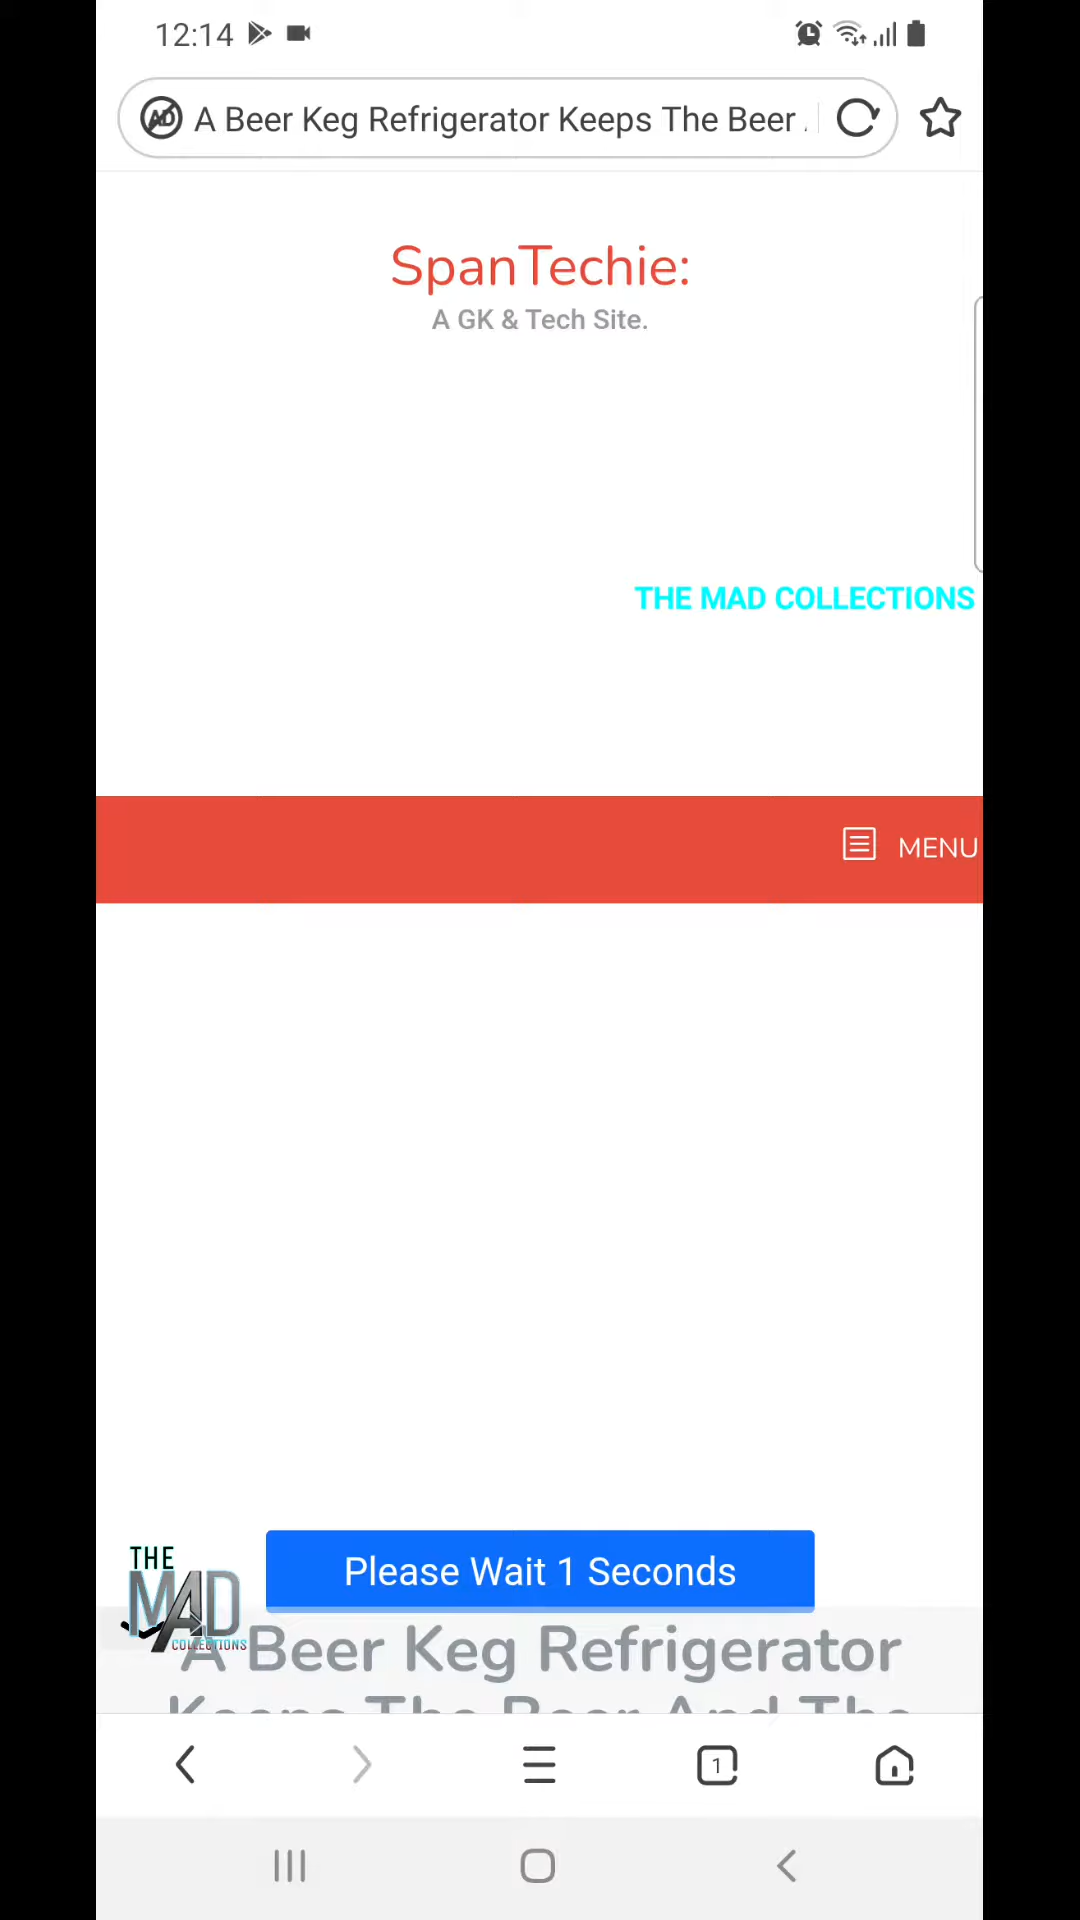 12:14
A Beer Keg Refrigerator Keeps The Beer
SpanTechie:
A GK & Tech Site.
THE MAD COLLECTIONS
MENU
Please Wait 1 Seconds
THE
MAD
COLLECTIONS
A Beer Keg Refrigerator
Keeps The Beer And The
1